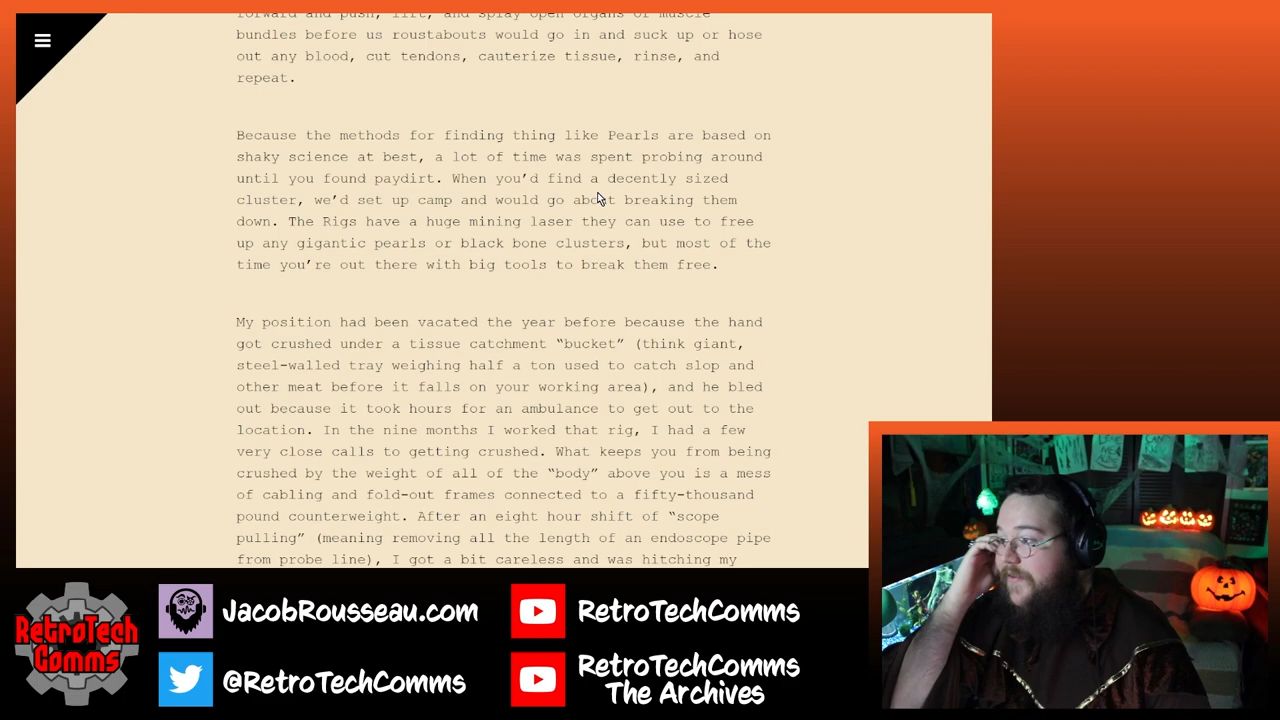 forward and push, lift, and splay open organs or muscle
bundles before us roustabouts would go in and suck up or hose
out any blood, cut tendons, cauterize tissue, rinse, and
repeat.
Because the methods for finding thing like Pearls are based on
shaky science at best, a lot of time was spent probing around
until you found paydirt. When you’d find a decently sized
cluster, we’d set up camp and would go about breaking them
down. The Rigs have a huge mining laser they can use to free
up any gigantic pearls or black bone clusters, but most of the
time you’re out there with big tools to break them free.
My position had been vacated the year before because the hand
got crushed under a tissue catchment “bucket” (think giant,
steel-walled tray weighing half a ton used to catch slop and
other meat before it falls on your working area), and he bled
out because it took hours for an ambulance to get out to the
location. In the nine months I worked that rig, I had a few
very close calls to getting crushed. What keeps you from being
crushed by the weight of all of the “body” above you is a mess
of cabling and fold-out frames connected to a fifty-thousand
pound counterweight. After an eight hour shift of “scope
pulling” (meaning removing all the length of an endoscope pipe
from probe line), I got a bit careless and was hitching my
RetroTech
Comms
JacobRousseau.com
@RetroTechComms
RetroTechComms
RetroTechComms
The Archives